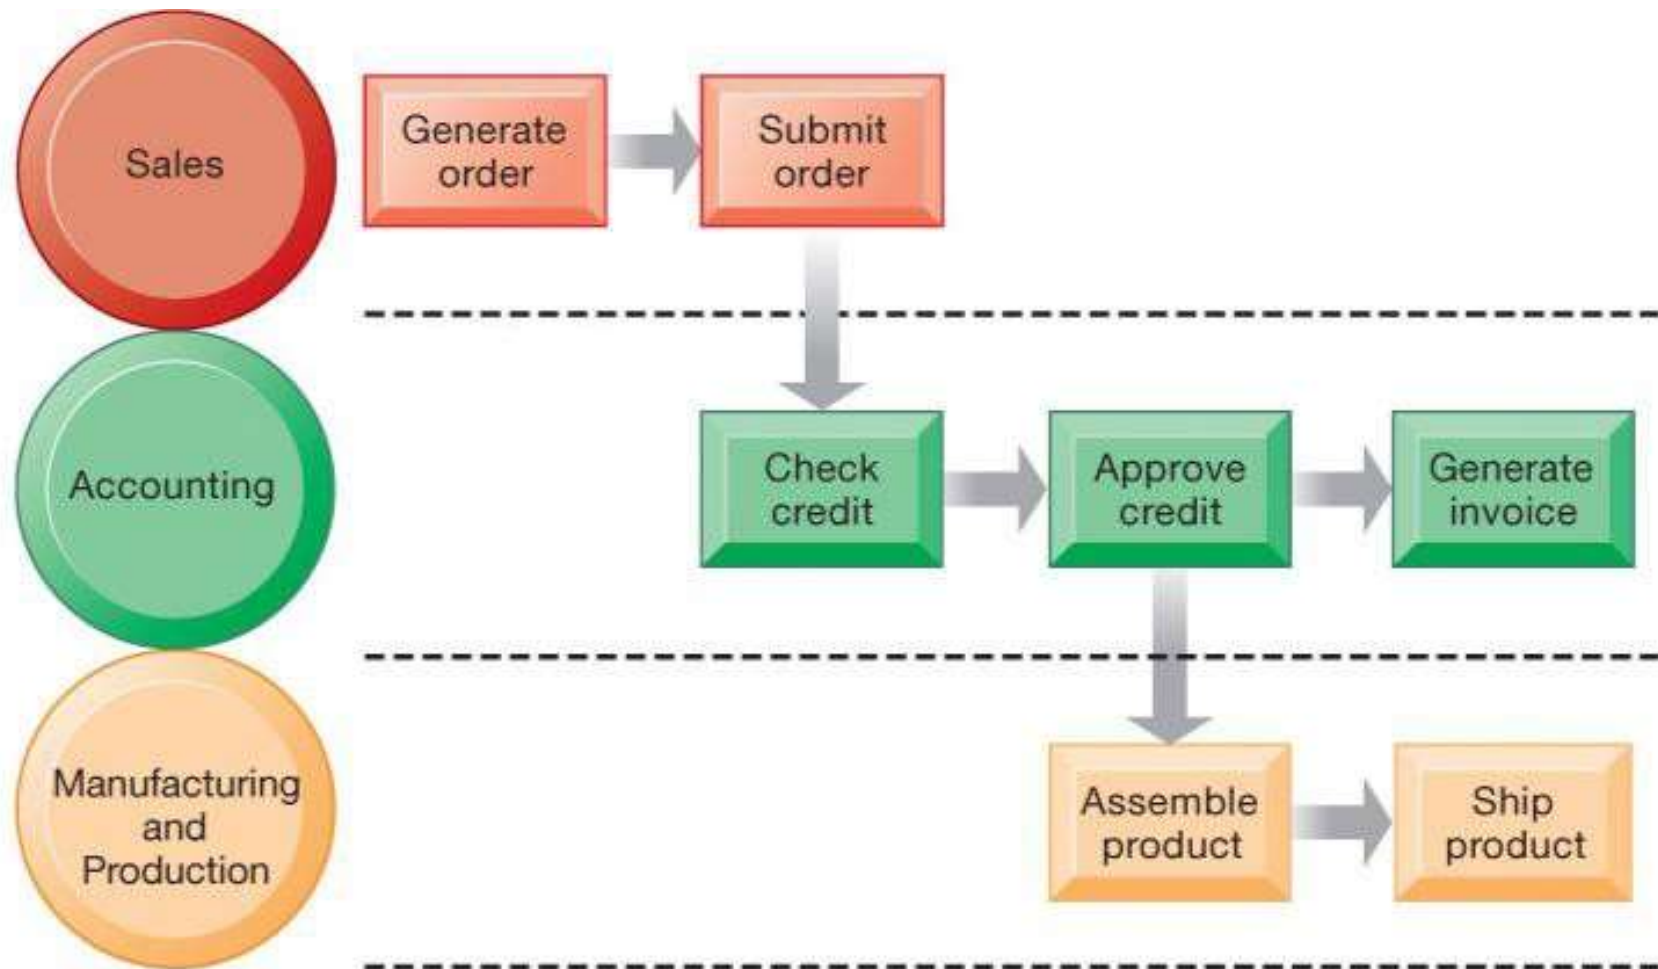 Sales
Generate
order
Submit
order
Accounting
Check
credit
Approve
credit
Generate
invoice
Manufacturing
and
Production
Assemble
product
Ship
product